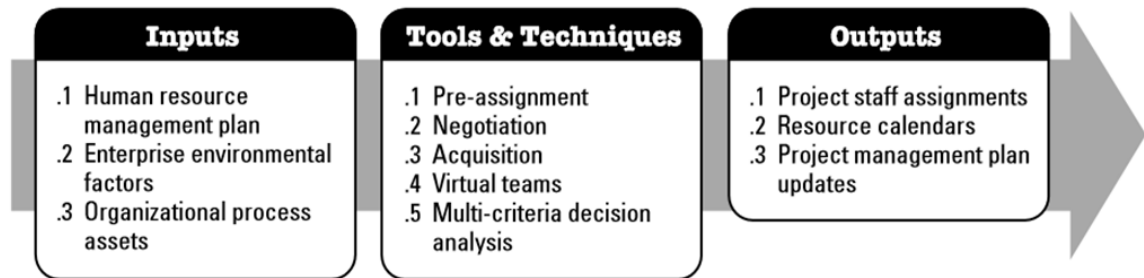 Inputs
.1 Human resource
management plan
.2 Enterprise environmental
factors
.3 Organizational process
assets
Tools & Techniques
.1 Pre-assignment
.2 Negotiation
.3 Acquisition
.4 Virtual teams
.5 Multi-criteria decision
analysis
Outputs
.1 Project staff assignments
.2 Resource calendars
.3 Project management plan
updates